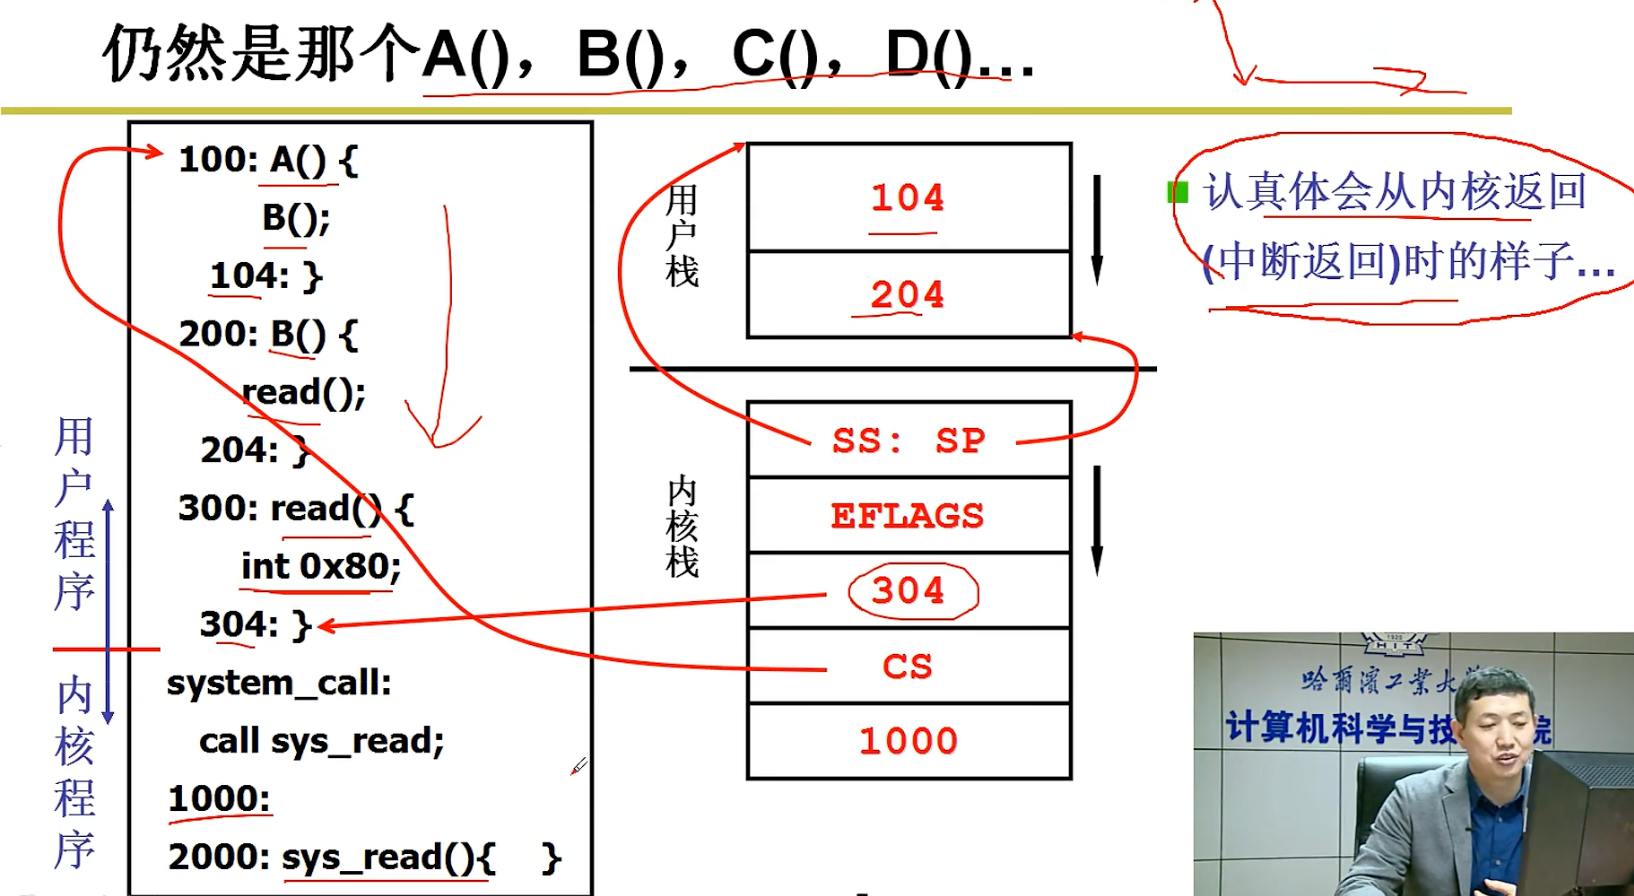 仍然是那个A(), B(), C(), D()...
100: A() {
B();
104: }
200: B() {
read();
204: }
300: read() {
int 0x80;
304: }
system_call:
call sys_read;
1000:
2000: sys_read(){ }
用户程序
内核程序
用户栈
104
204
内核栈
SS: SP
EFLAGS
304
CS
1000
认真体会从内核返回
(中断返回)时的样子...
1920
HIT
哈爾濱工業大
计算机科学与技
院